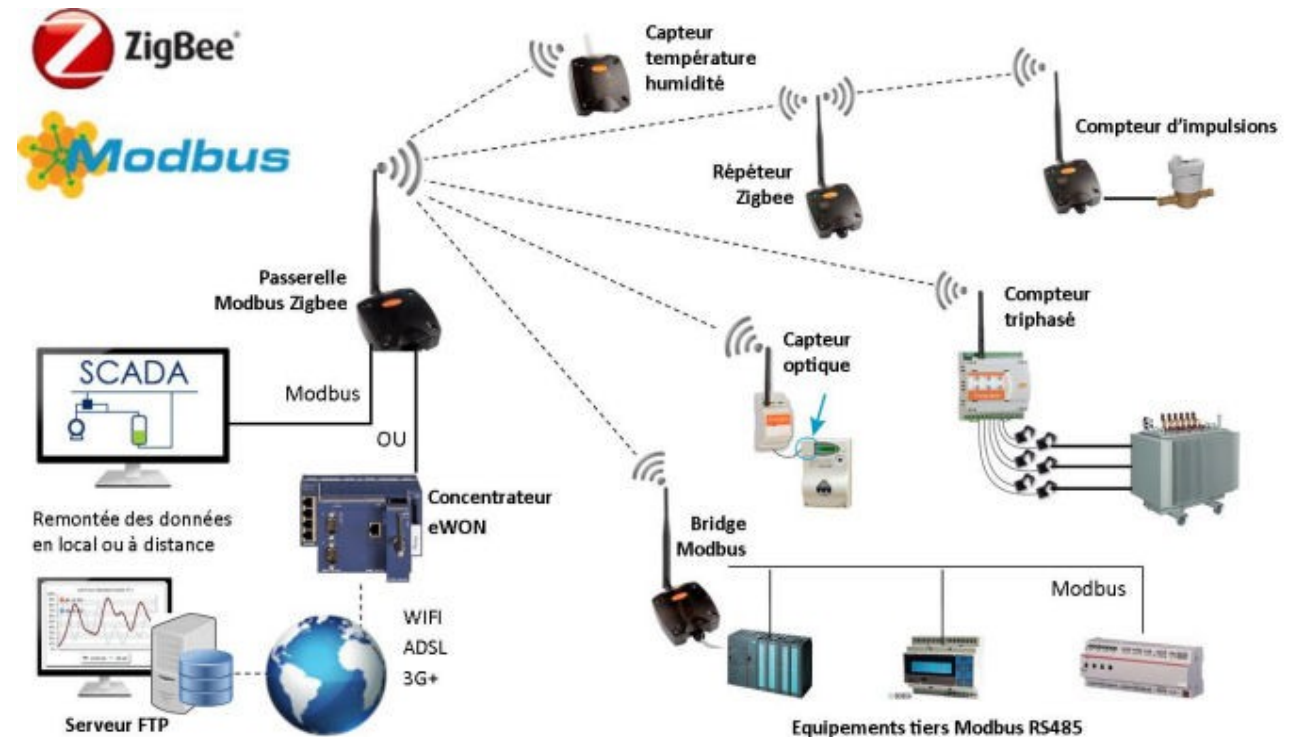 ZigBee®
Modbus
Capteur
température
humidité
Compteur d'impulsions
Répéteur
Zigbee
Passerelle
Modbus Zigbee
Compteur
triphasé
Capteur
optique
SCADA
Modbus
OU
Concentrateur
eWON
Remontée des données
en local ou à distance
Bridge
Modbus
Modbus
WIFI
ADSL
3G+
Serveur FTP
Equipements tiers Modbus RS485